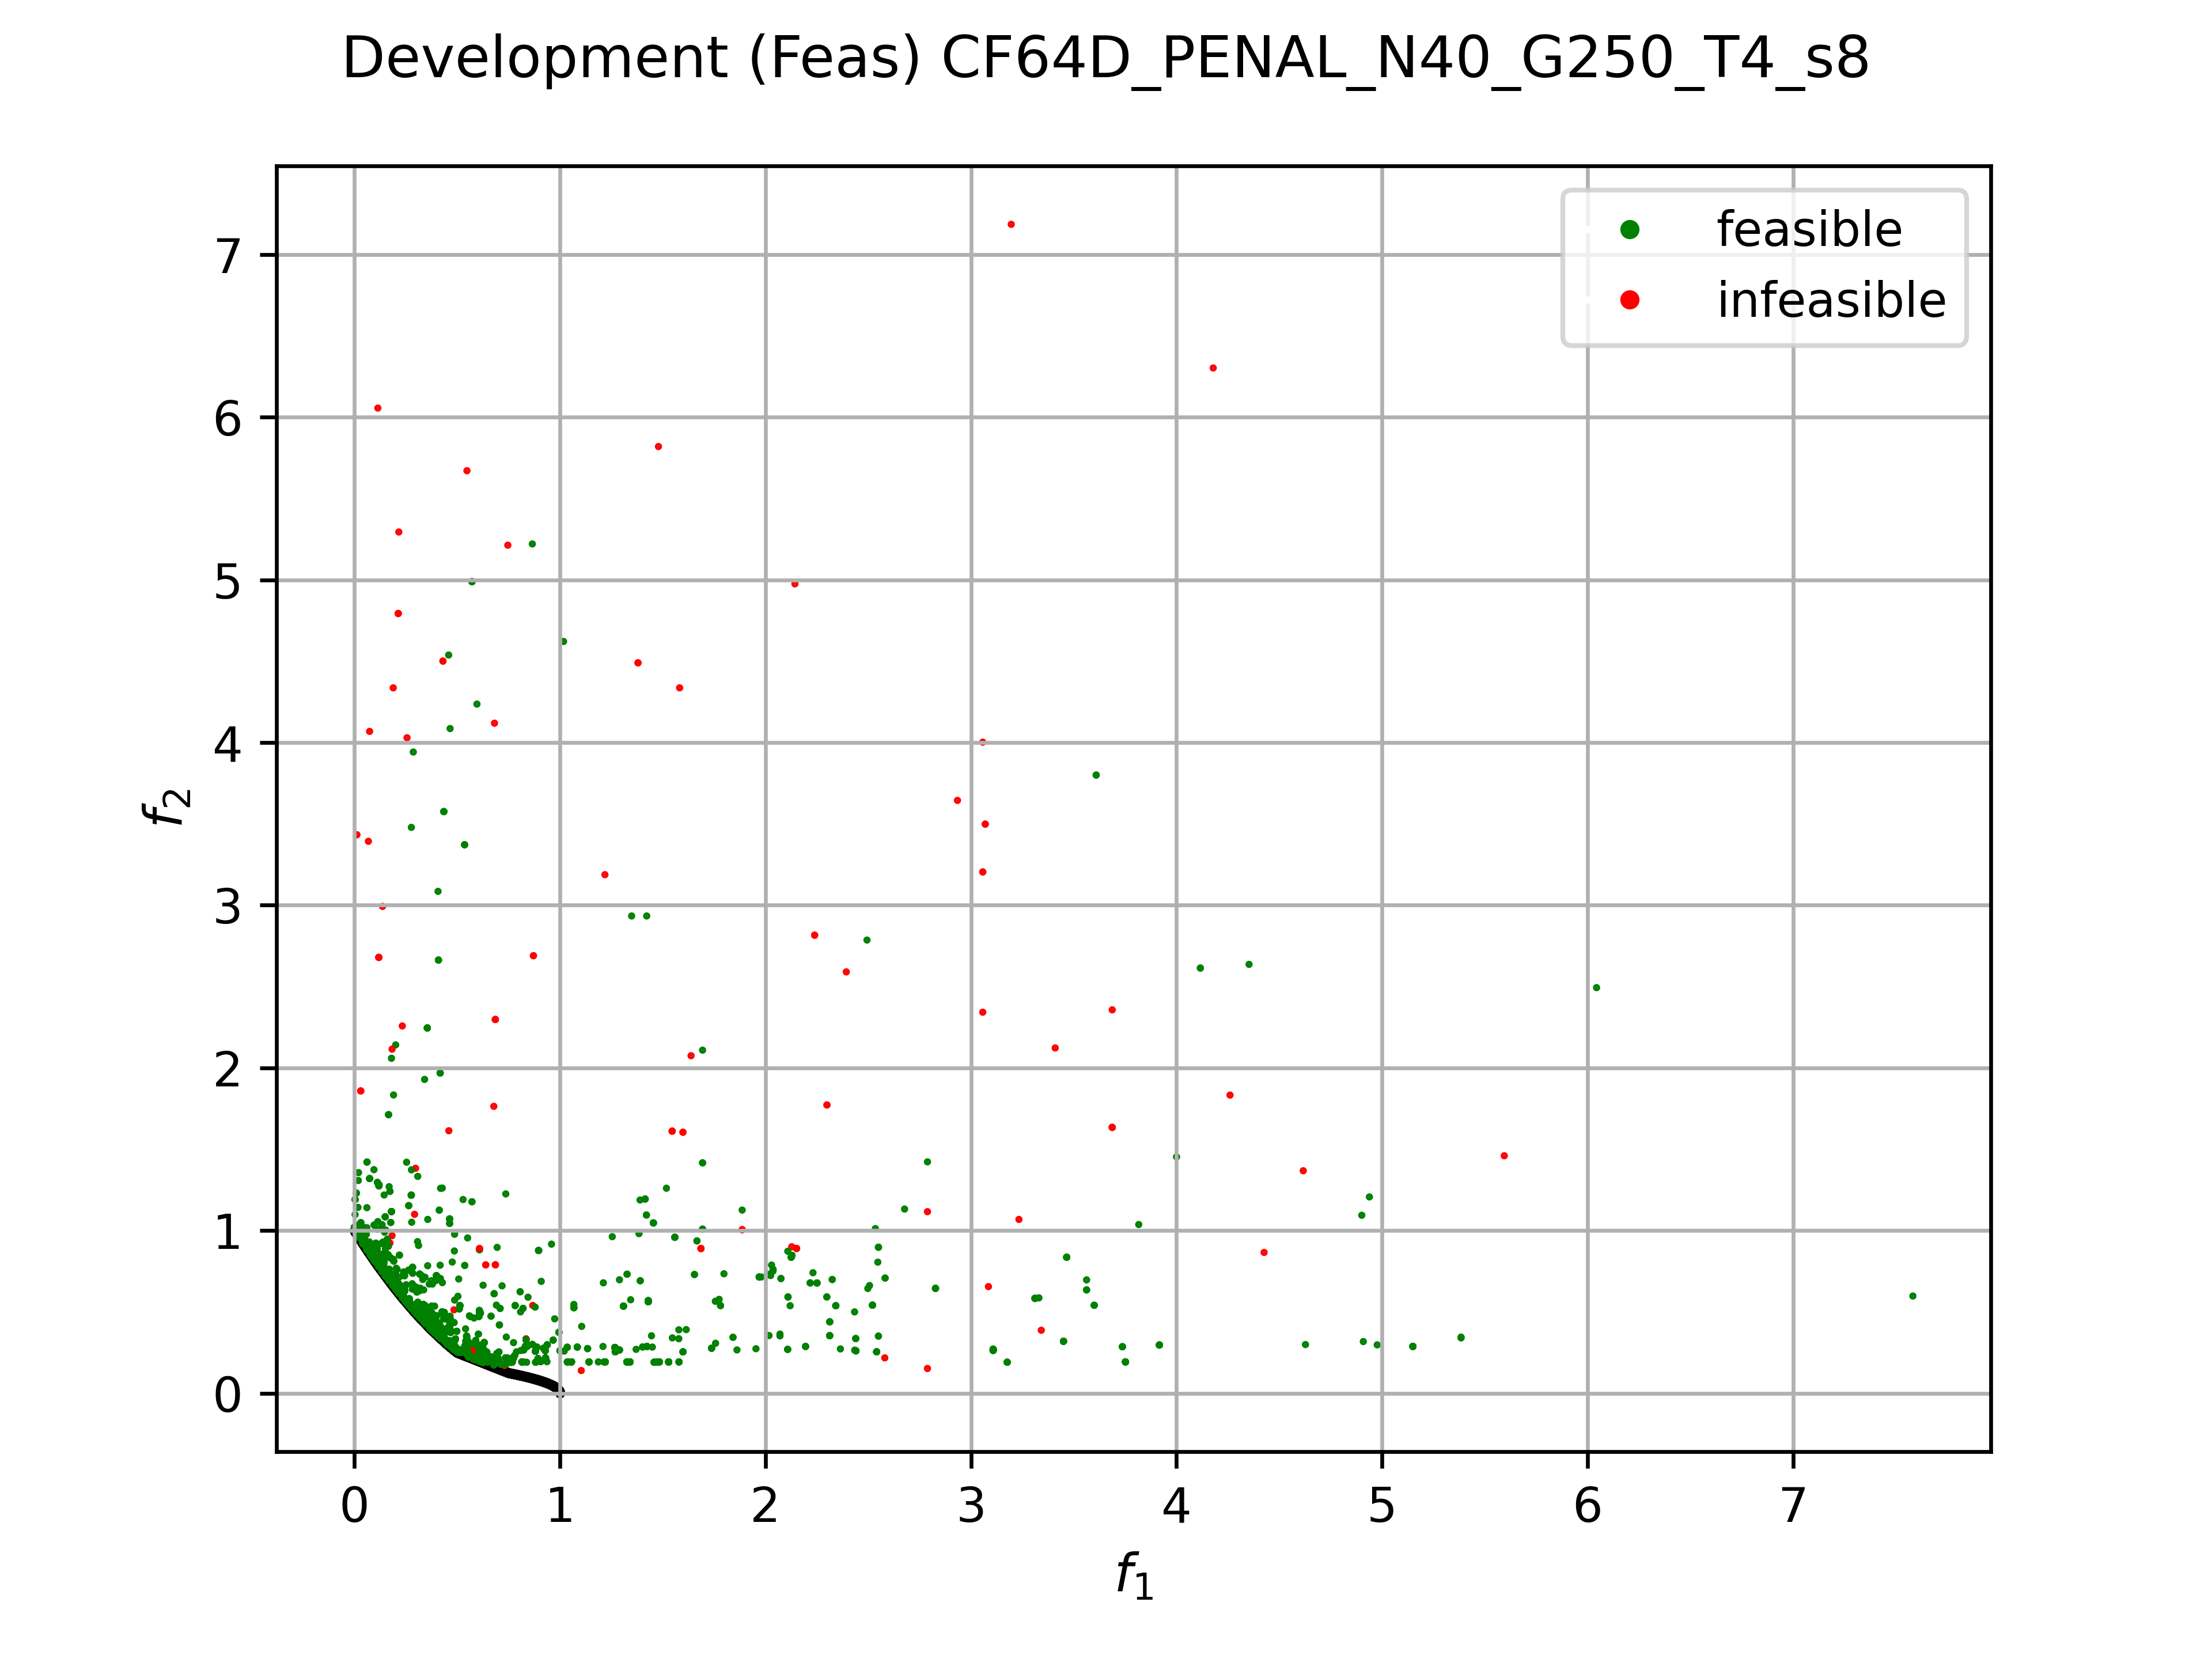 Development (Feas) CF64D_PENAL_N40_G250_T4_s8
feasible
infeasible
7
6
5
4
3
2
1
0
f2
0 1 2 3 4 5 6 7
f1